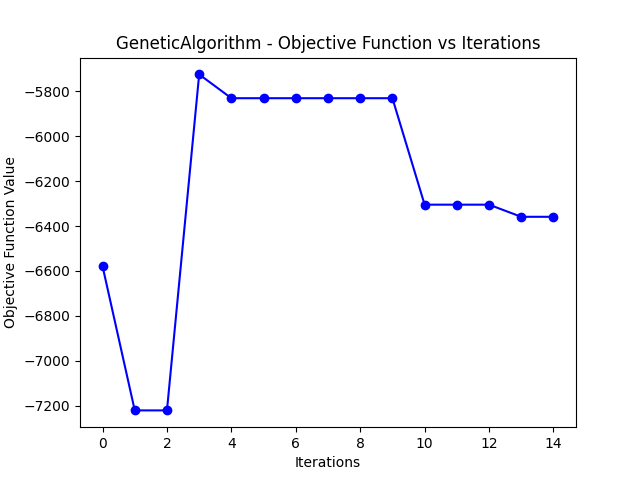 GeneticAlgorithm - Objective Function vs Iterations
Objective Function Value
−5800
−6000
−6200
−6400
−6600
−6800
−7000
−7200
0 2 4 6 8 10 12 14
Iterations